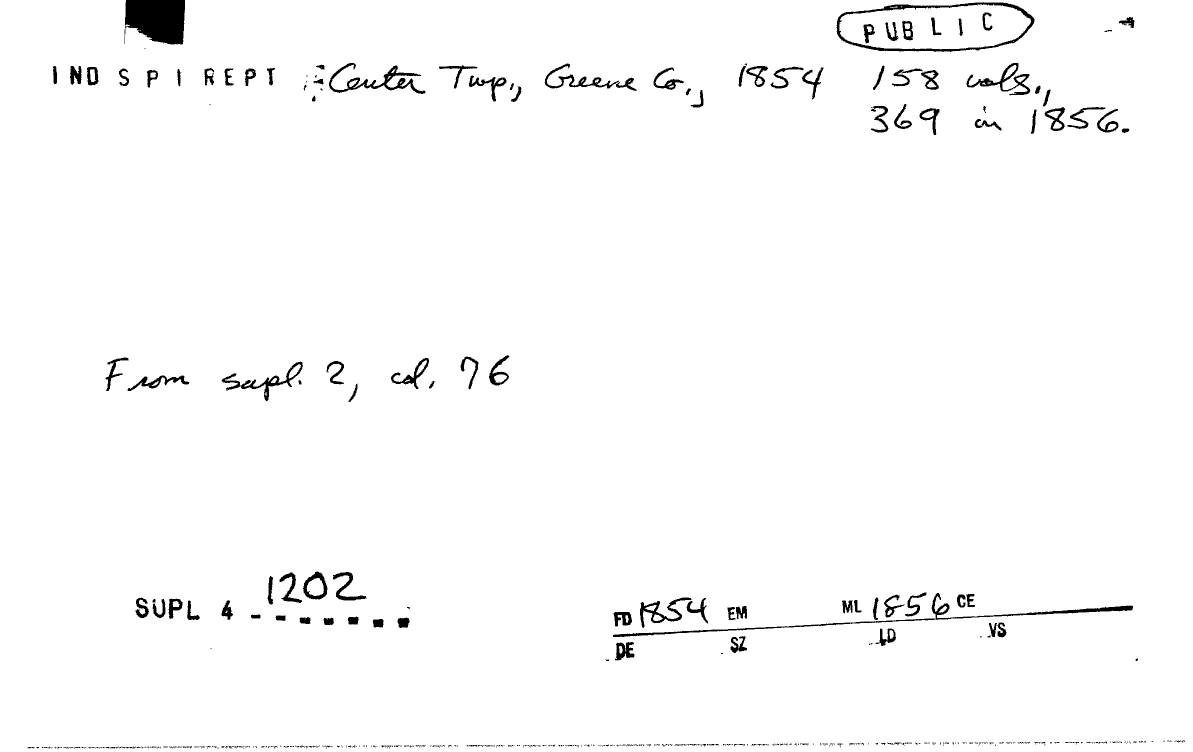 PUBLIC
IND SPI REPT : Center Twp., Greene Co., 1854 158 vols.,
369 in 1856.
From supl. 2, col. 76
SUPL 4 1202
FD 1854 EM ML 1856 CE
DE SZ LD VS